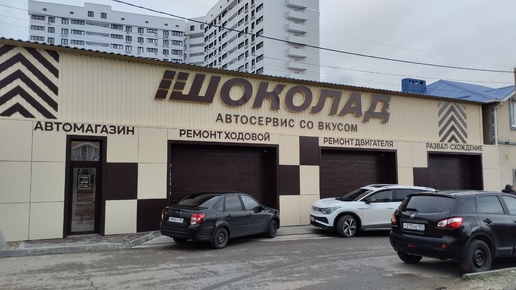 ШОКОЛАД
АВТОСЕРВИС СО ВКУСОМ
АВТОМАГАЗИН
РЕМОНТ ХОДОВОЙ
РЕМОНТ ДВИГАТЕЛЯ
РАЗВАЛ-СХОЖДЕНИЕ